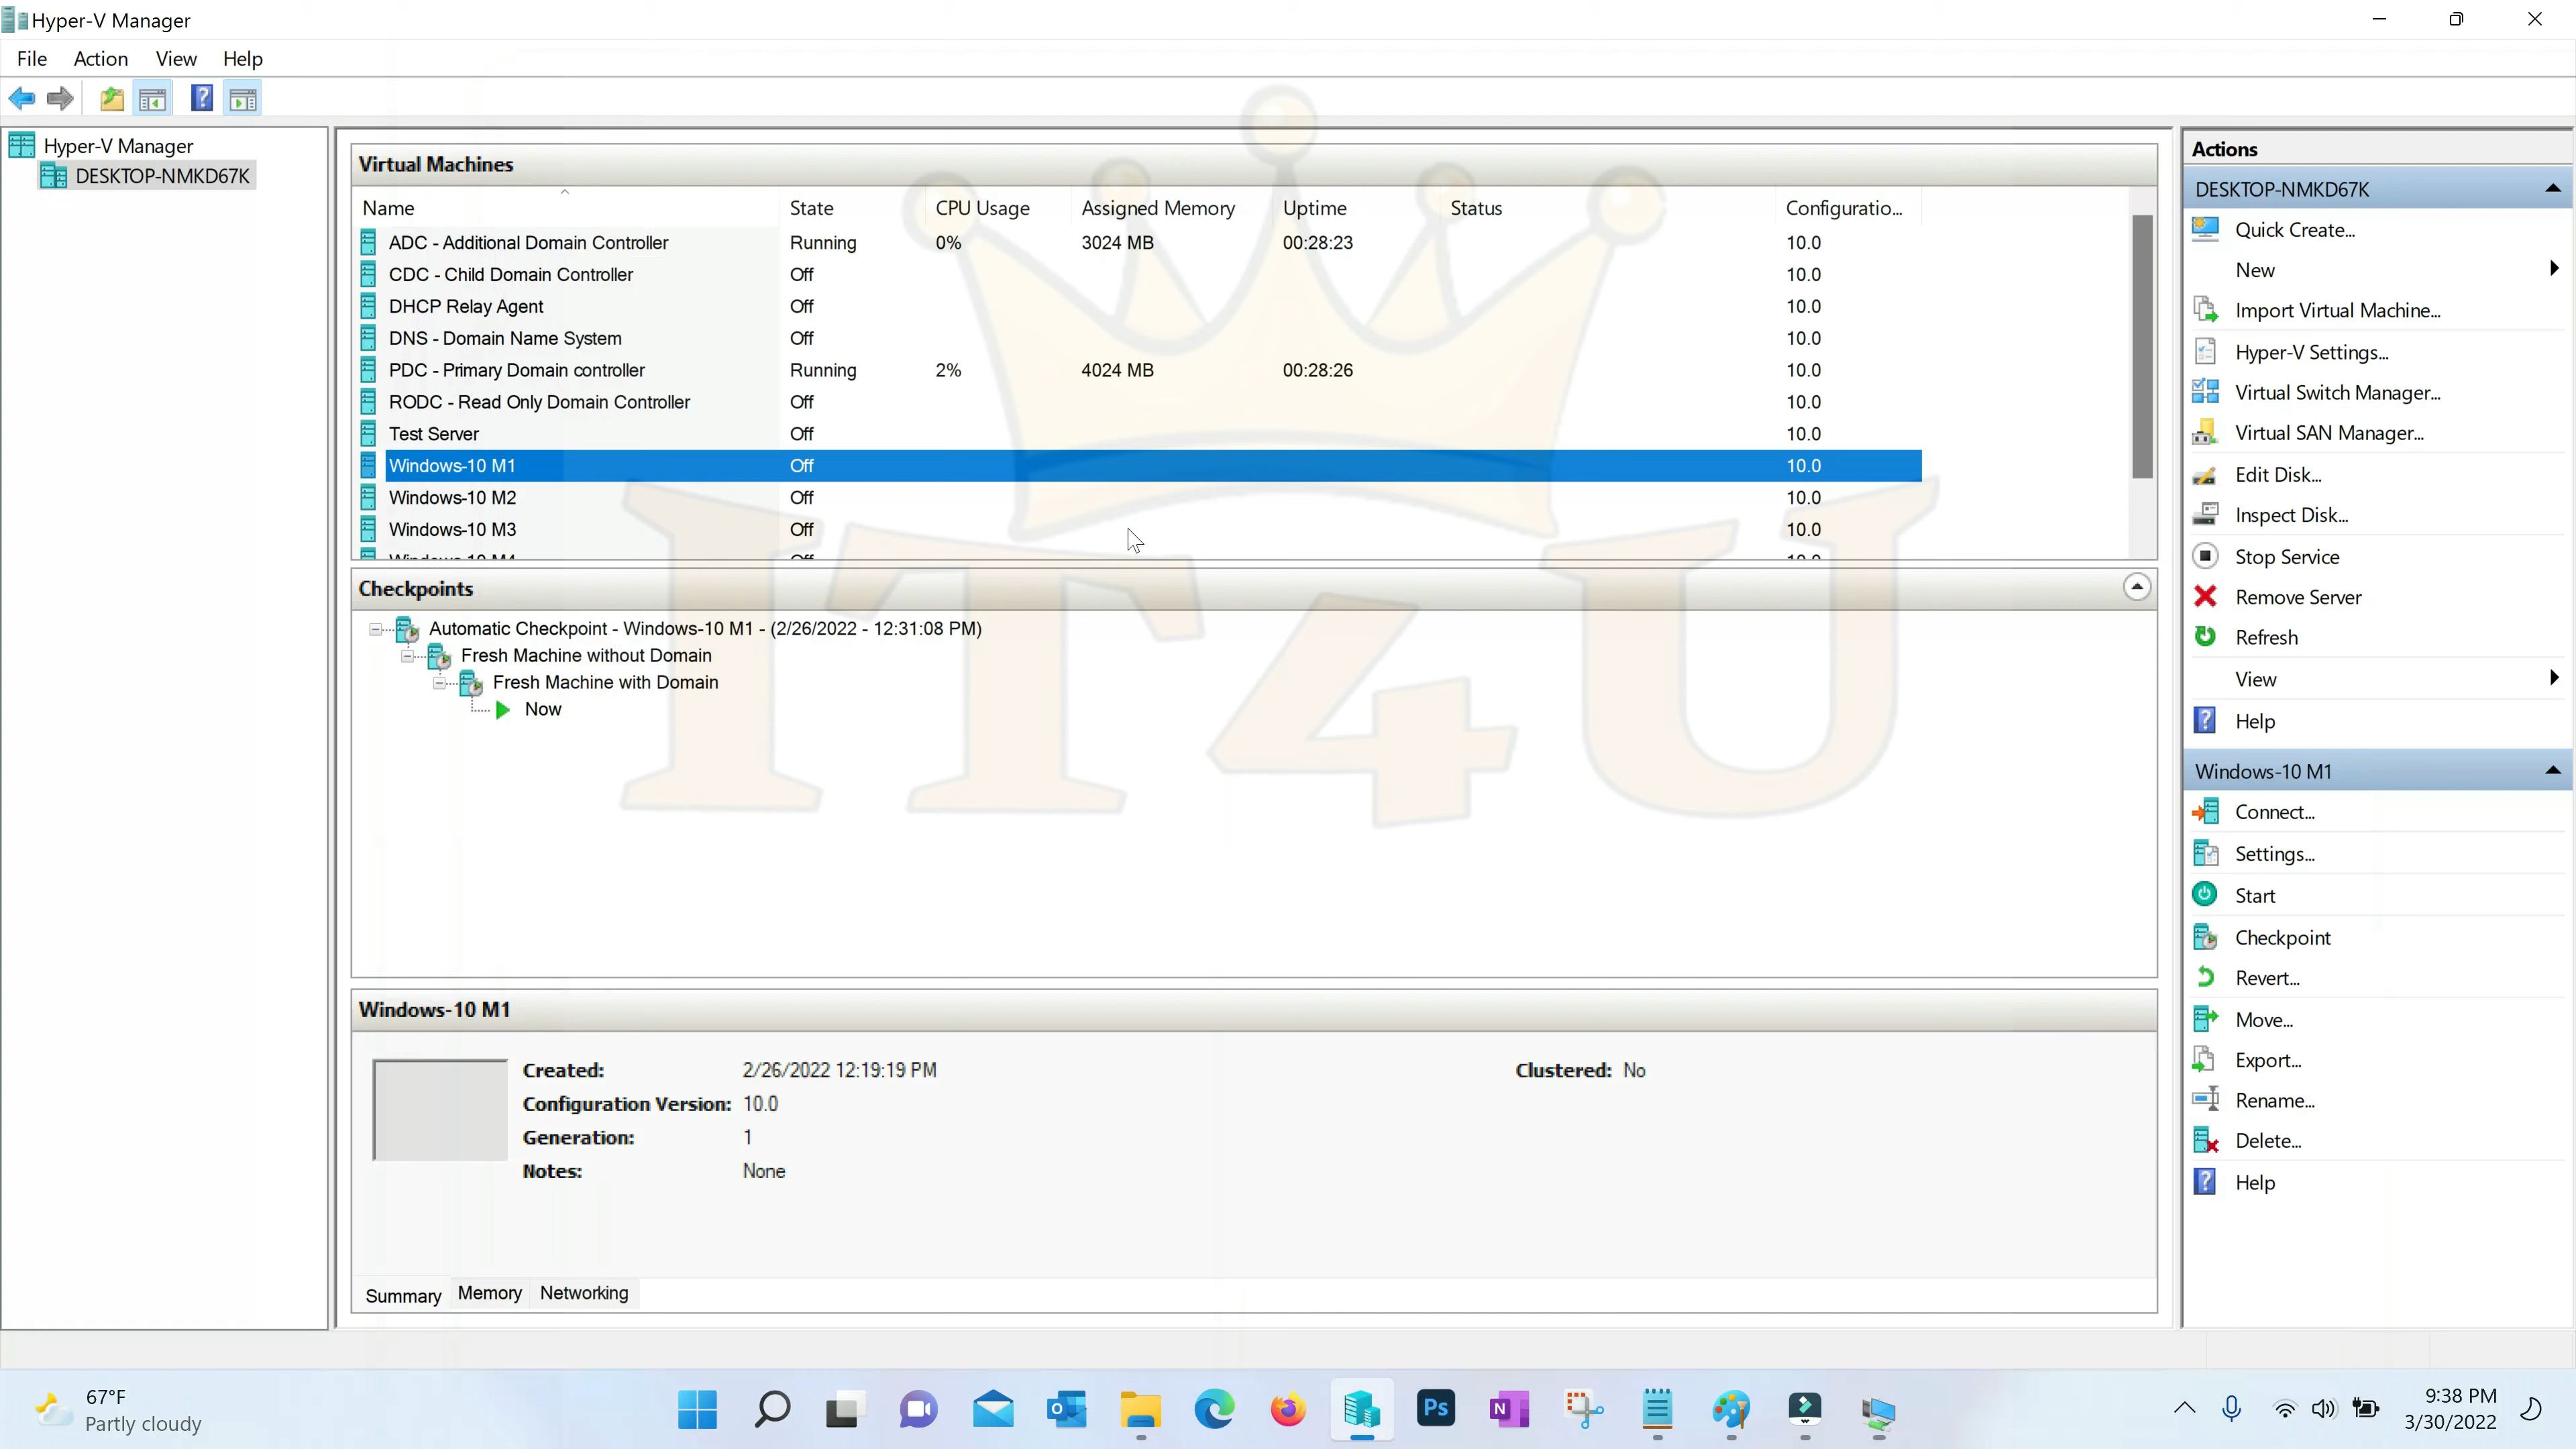 Hyper-V Manager
File Action View Help
Hyper-V Manager
DESKTOP-NMKD67K
Virtual Machines
Name State CPU Usage Assigned Memory Uptime Status Configuratio...
ADC - Additional Domain Controller Running 0% 3024 MB 00:28:23 10.0
CDC - Child Domain Controller Off 10.0
DHCP Relay Agent Off 10.0
DNS - Domain Name System Off 10.0
PDC - Primary Domain controller Running 2% 4024 MB 00:28:26 10.0
RODC - Read Only Domain Controller Off 10.0
Test Server Off 10.0
Windows-10 M1 Off 10.0
Windows-10 M2 Off 10.0
Windows-10 M3 Off 10.0
Windows-10 M4 Off 10.0
Checkpoints
Automatic Checkpoint - Windows-10 M1 - (2/26/2022 - 12:31:08 PM)
Fresh Machine without Domain
Fresh Machine with Domain
Now
IT4U
Windows-10 M1
Created: 2/26/2022 12:19:19 PM Clustered: No
Configuration Version: 10.0
Generation: 1
Notes: None
Summary Memory Networking
Actions
DESKTOP-NMKD67K
Quick Create...
New
Import Virtual Machine...
Hyper-V Settings...
Virtual Switch Manager...
Virtual SAN Manager...
Edit Disk...
Inspect Disk...
Stop Service
Remove Server
Refresh
View
Help
Windows-10 M1
Connect...
Settings...
Start
Checkpoint
Revert...
Move...
Export...
Rename...
Delete...
Help
67°F
Partly cloudy
Ps
N
9:38 PM
3/30/2022